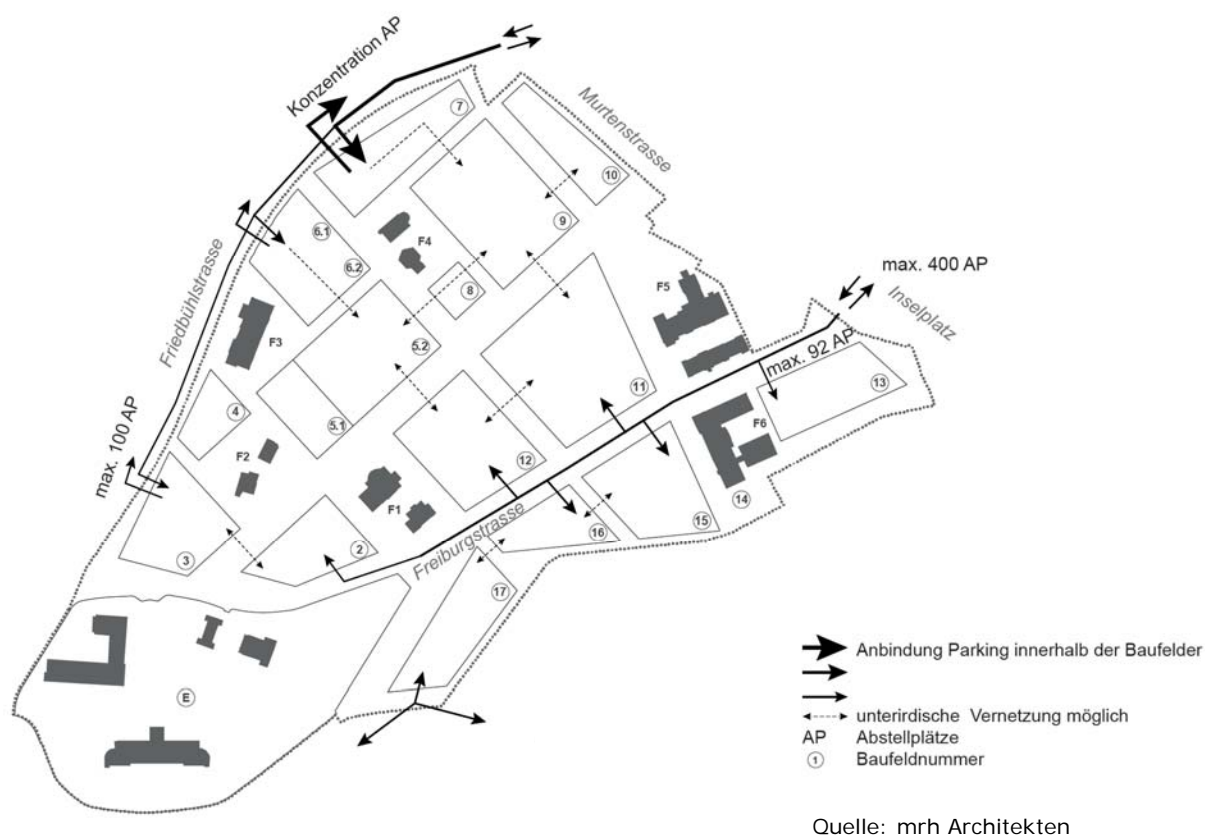 Konzentration AP
Murtenstrasse
7
10
6.1
9
F4
6.2
max. 400 AP
Friedbühlstrasse
8
F5
Inselplatz
F3
5.2
max. 92 AP
11
13
4
5.1
F6
max. 100 AP
F2
12
14
F1
15
16
2
Freiburgstrasse
3
17
Anbindung Parking innerhalb der Baufelder
E
unterirdische Vernetzung möglich
AP Abstellplätze
1 Baufeldnummer
Quelle: mrh Architekten